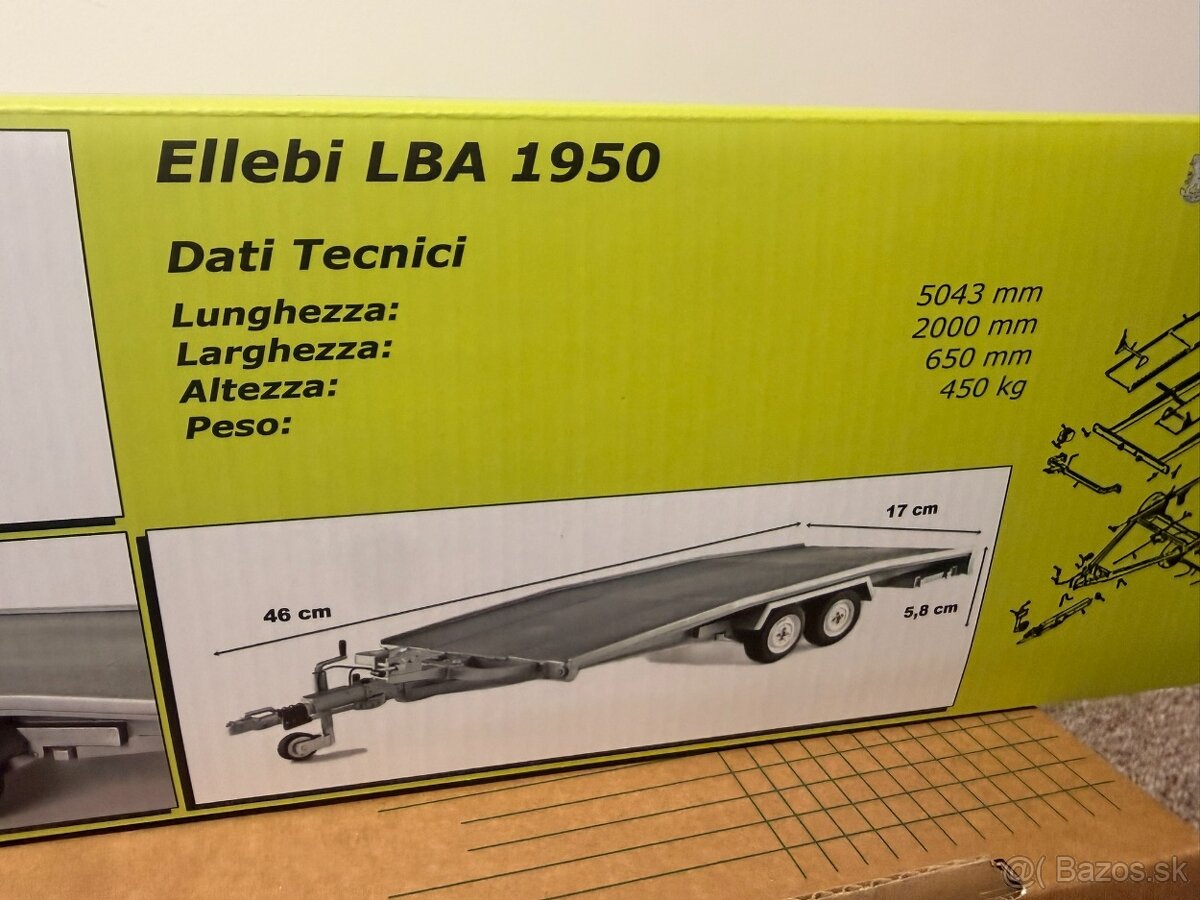 Ellebi LBA 1950
Dati Tecnici
Lunghezza: 5043 mm
Larghezza: 2000 mm
Altezza: 650 mm
Peso: 450 kg
17 cm
46 cm
5,8 cm
@( Bazos.sk